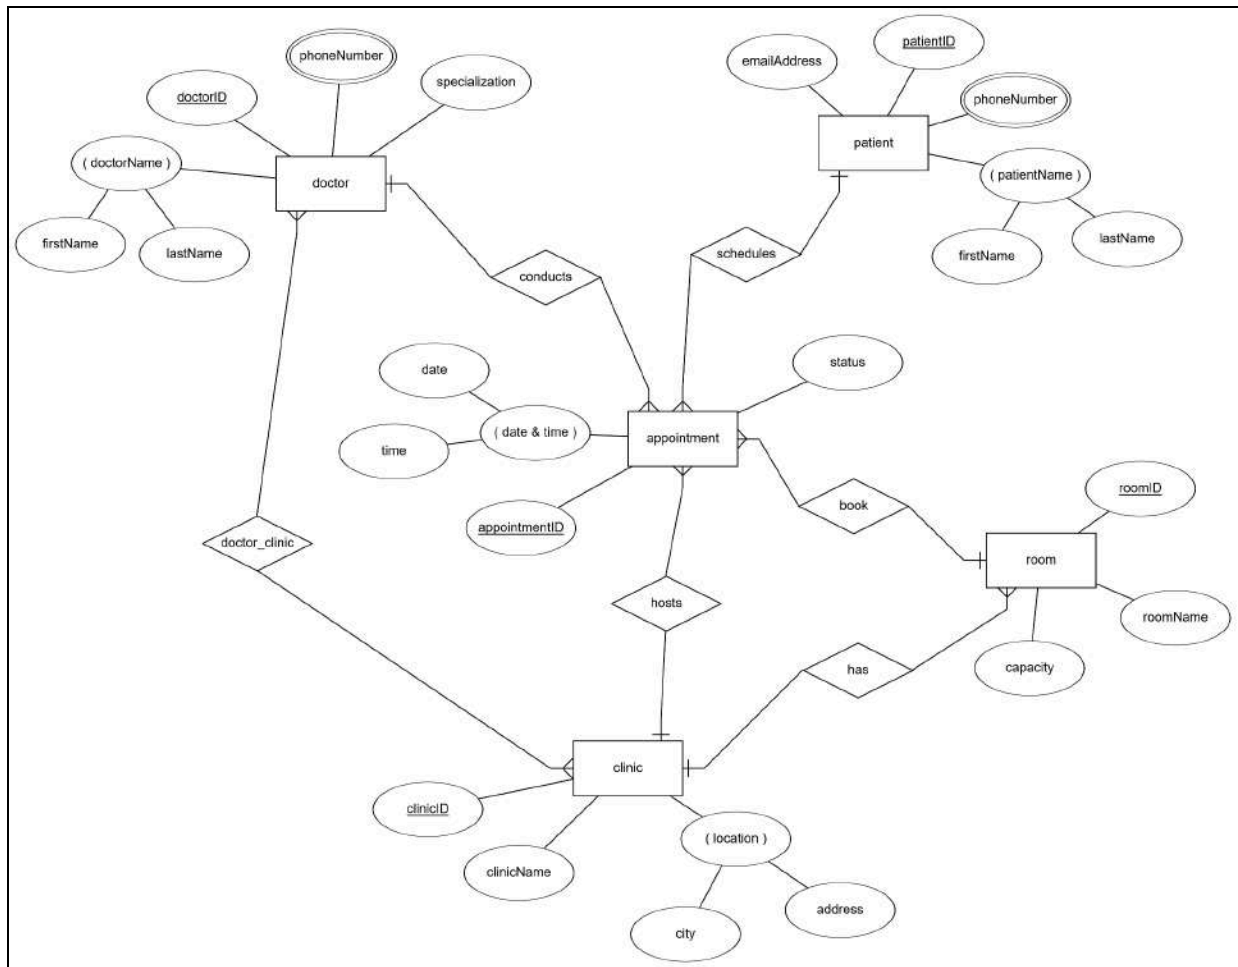 phoneNumber
patientID
emailAddress
specialization
doctorID
phoneNumber
patient
( doctorName )
doctor
( patientName )
firstName
lastName
lastName
firstName
schedules
conducts
status
date
( date & time )
appointment
time
roomID
book
appointmentID
doctor_clinic
room
hosts
roomName
has
capacity
clinic
clinicID
( location )
clinicName
address
city